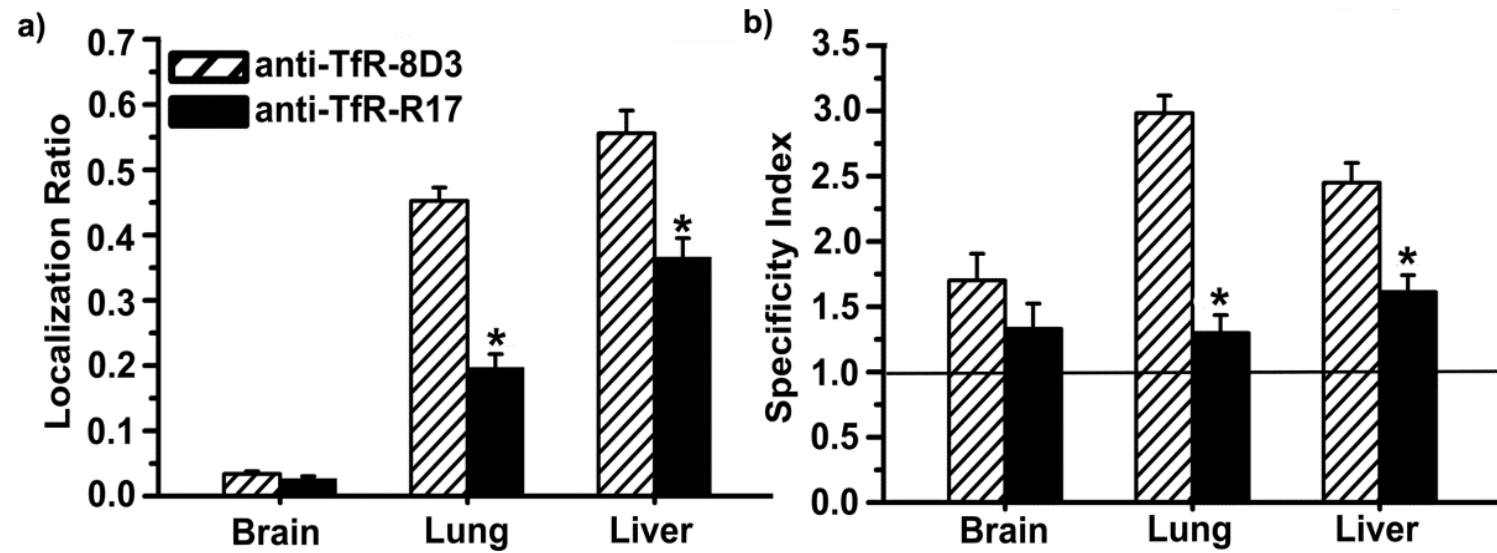 a)
0.7
0.6
0.5
0.4
0.3
0.2
0.1
0.0
Localization Ratio
anti-TfR-8D3
anti-TfR-R17
*
*
Brain Lung Liver
b)
3.5
3.0
2.5
2.0
1.5
1.0
0.5
0.0
Specificity Index
*
*
Brain Lung Liver